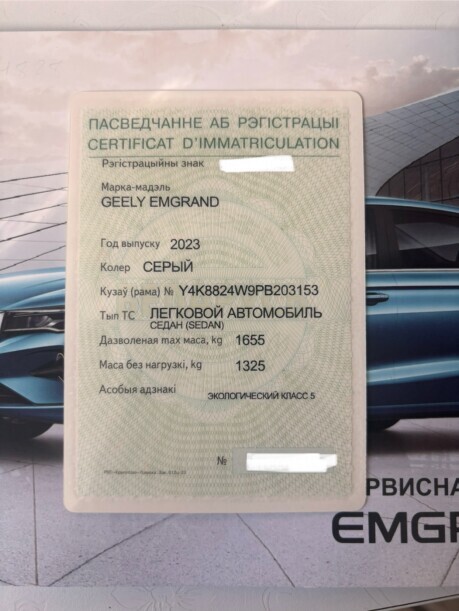 ПАСВЕДЧАННЕ АБ РЭГІСТРАЦЫІ
CERTIFICAT D'IMMATRICULATION
Рэгістрацыйны знак
Марка-мадэль
GEELY EMGRAND
Год выпуску 2023
Колер СЕРЫЙ
Кузаў (рама) № Y4K8824W9PB203153
Тып ТС ЛЕГКОВОЙ АВТОМОБИЛЬ
СЕДАН (SEDAN)
Дазволеная max маса, kg 1655
Маса без нагрузкі, kg 1325
Асобыя адзнакі
ЭКОЛОГИЧЕСКИЙ КЛАСС 5
№
РВИСНА
EMGR